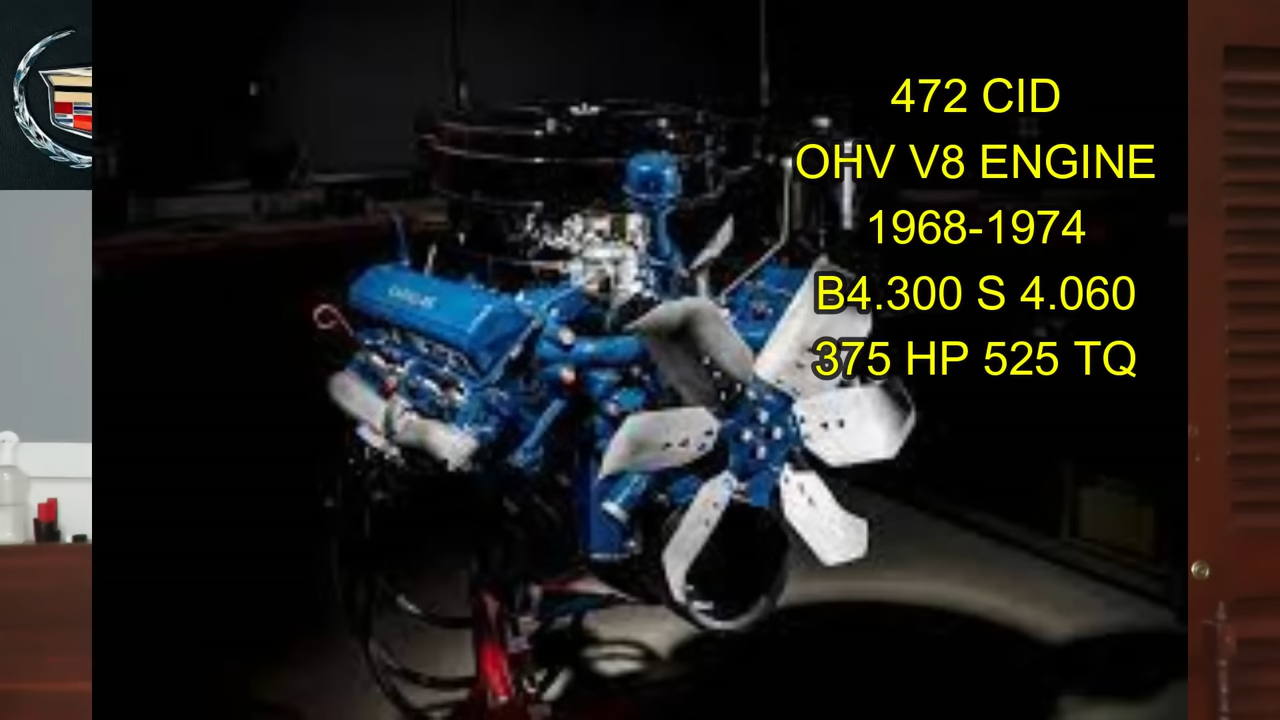 472 CID
OHV V8 ENGINE
1968-1974
B4.300 S 4.060
375 HP 525 TQ